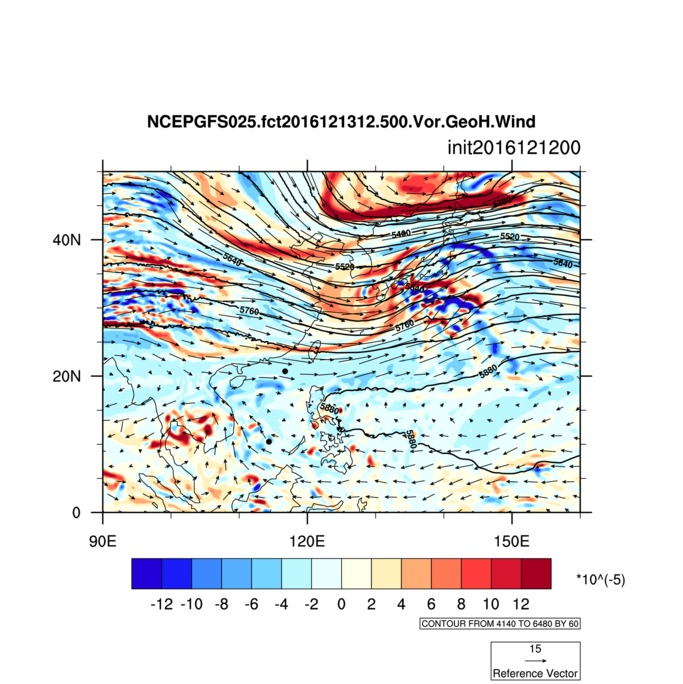 NCEPGFS025.fct2016121312.500.Vor.GeoH.Wind
init2016121200
40N
20N
0
90E 120E 150E
5400
5520
5640
5520
5640
5760
5760
5880
5880
5880
-12 -10 -8 -6 -4 -2 0 2 4 6 8 10 12
*10^(-5)
CONTOUR FROM 4140 TO 6480 BY 60
15
Reference Vector